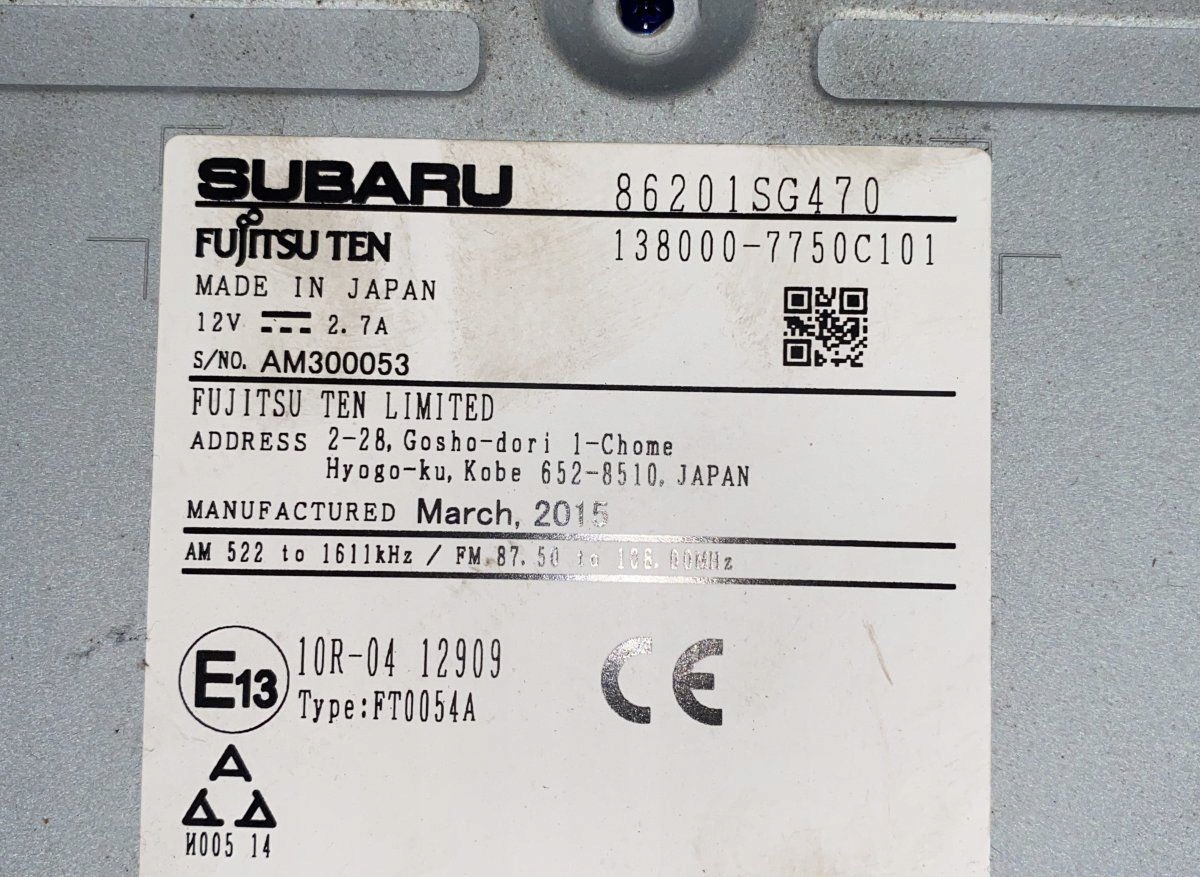 SUBARU 86201SG470
FUJITSU TEN 138000-7750C101
MADE IN JAPAN
12V 2.7A
S/NO. AM300053
FUJITSU TEN LIMITED
ADDRESS 2-28, Gosho-dori 1-Chome
Hyogo-ku, Kobe 652-8510, JAPAN
MANUFACTURED March, 2015
AM 522 to 1611kHz / FM 87.50 to 108.00MHz
E13 10R-04 12909
Type:FT0054A
CE
И005 14